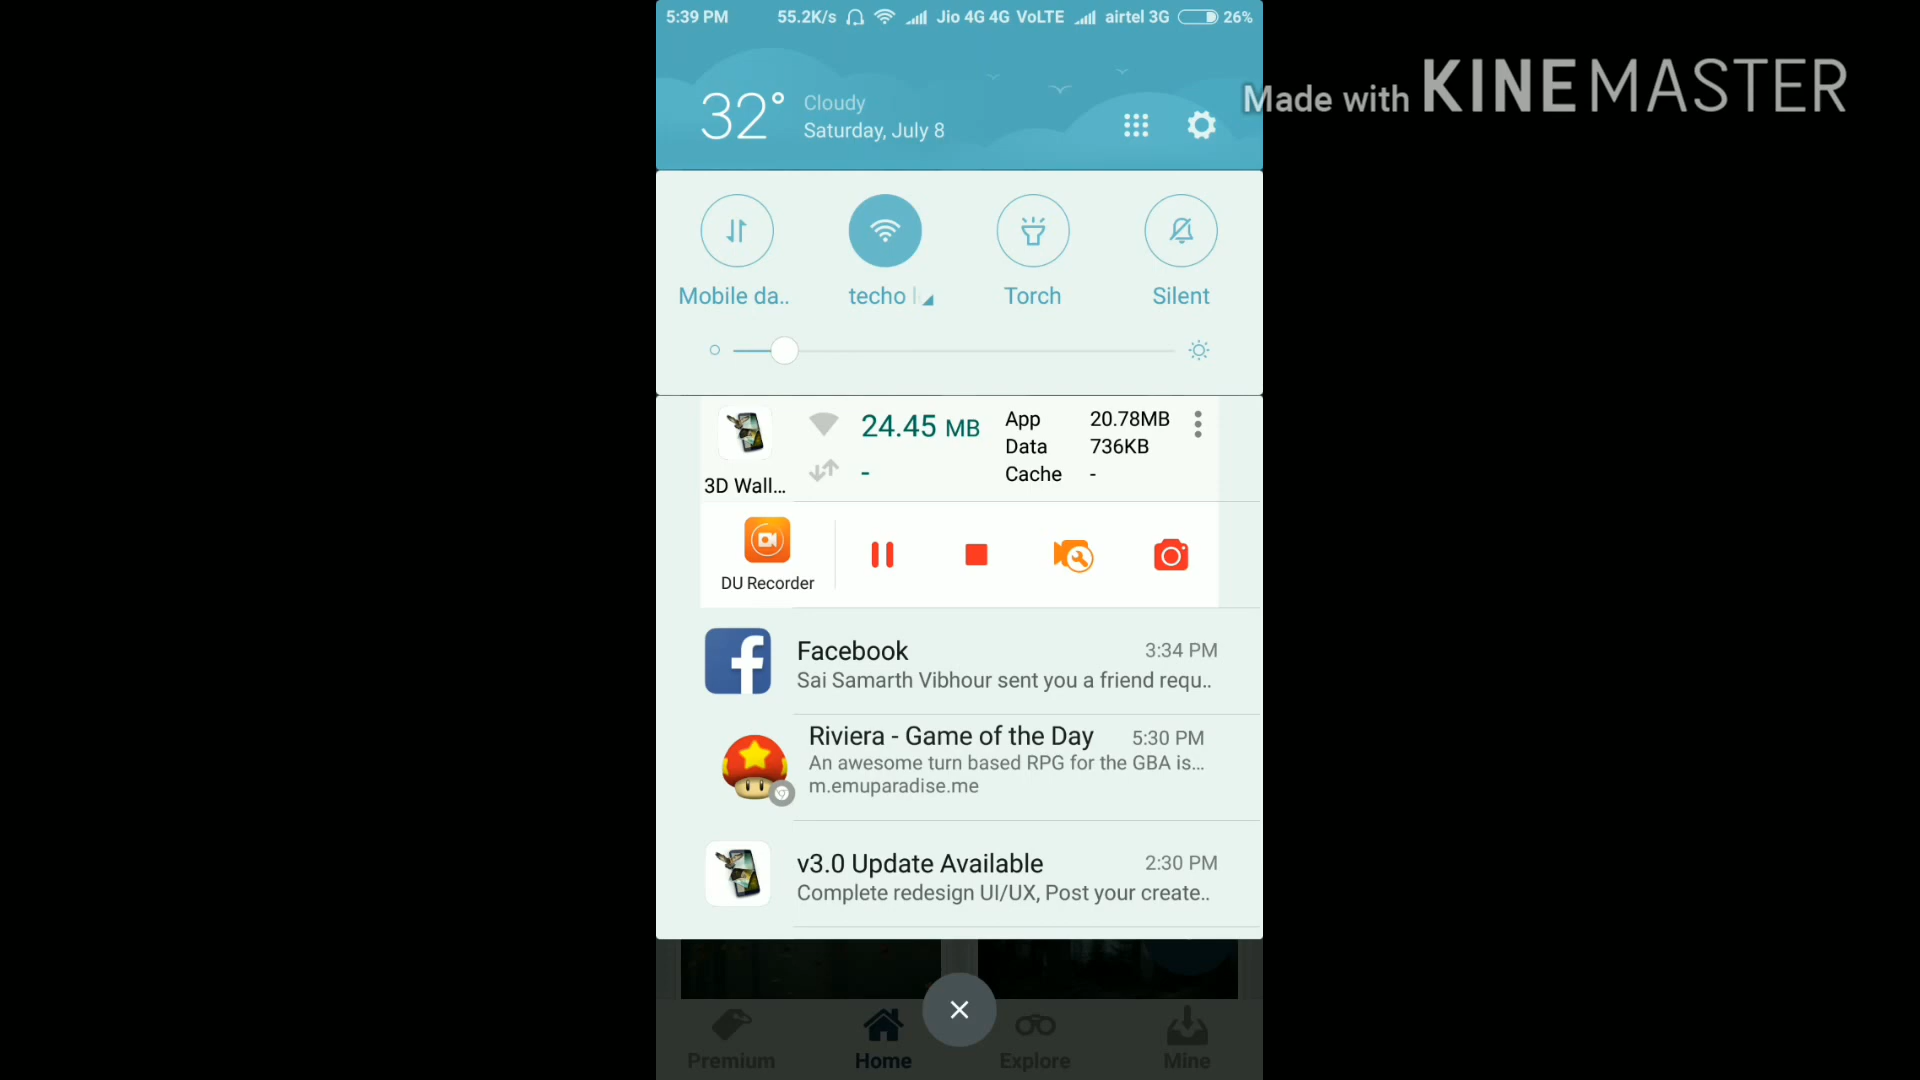 5:39 PM 55.2K/s Jio 4G 4G VoLTE airtel 3G 26%
Made with KINEMASTER
32° Cloudy
Saturday, July 8
Mobile da.. techo Torch Silent
24.45 MB App 20.78MB
Data 736KB
- Cache -
3D Wall...
DU Recorder
Facebook 3:34 PM
Sai Samarth Vibhour sent you a friend requ..
Riviera - Game of the Day 5:30 PM
An awesome turn based RPG for the GBA is...
m.emuparadise.me
v3.0 Update Available 2:30 PM
Complete redesign UI/UX, Post your create..
Premium Home Explore Mine